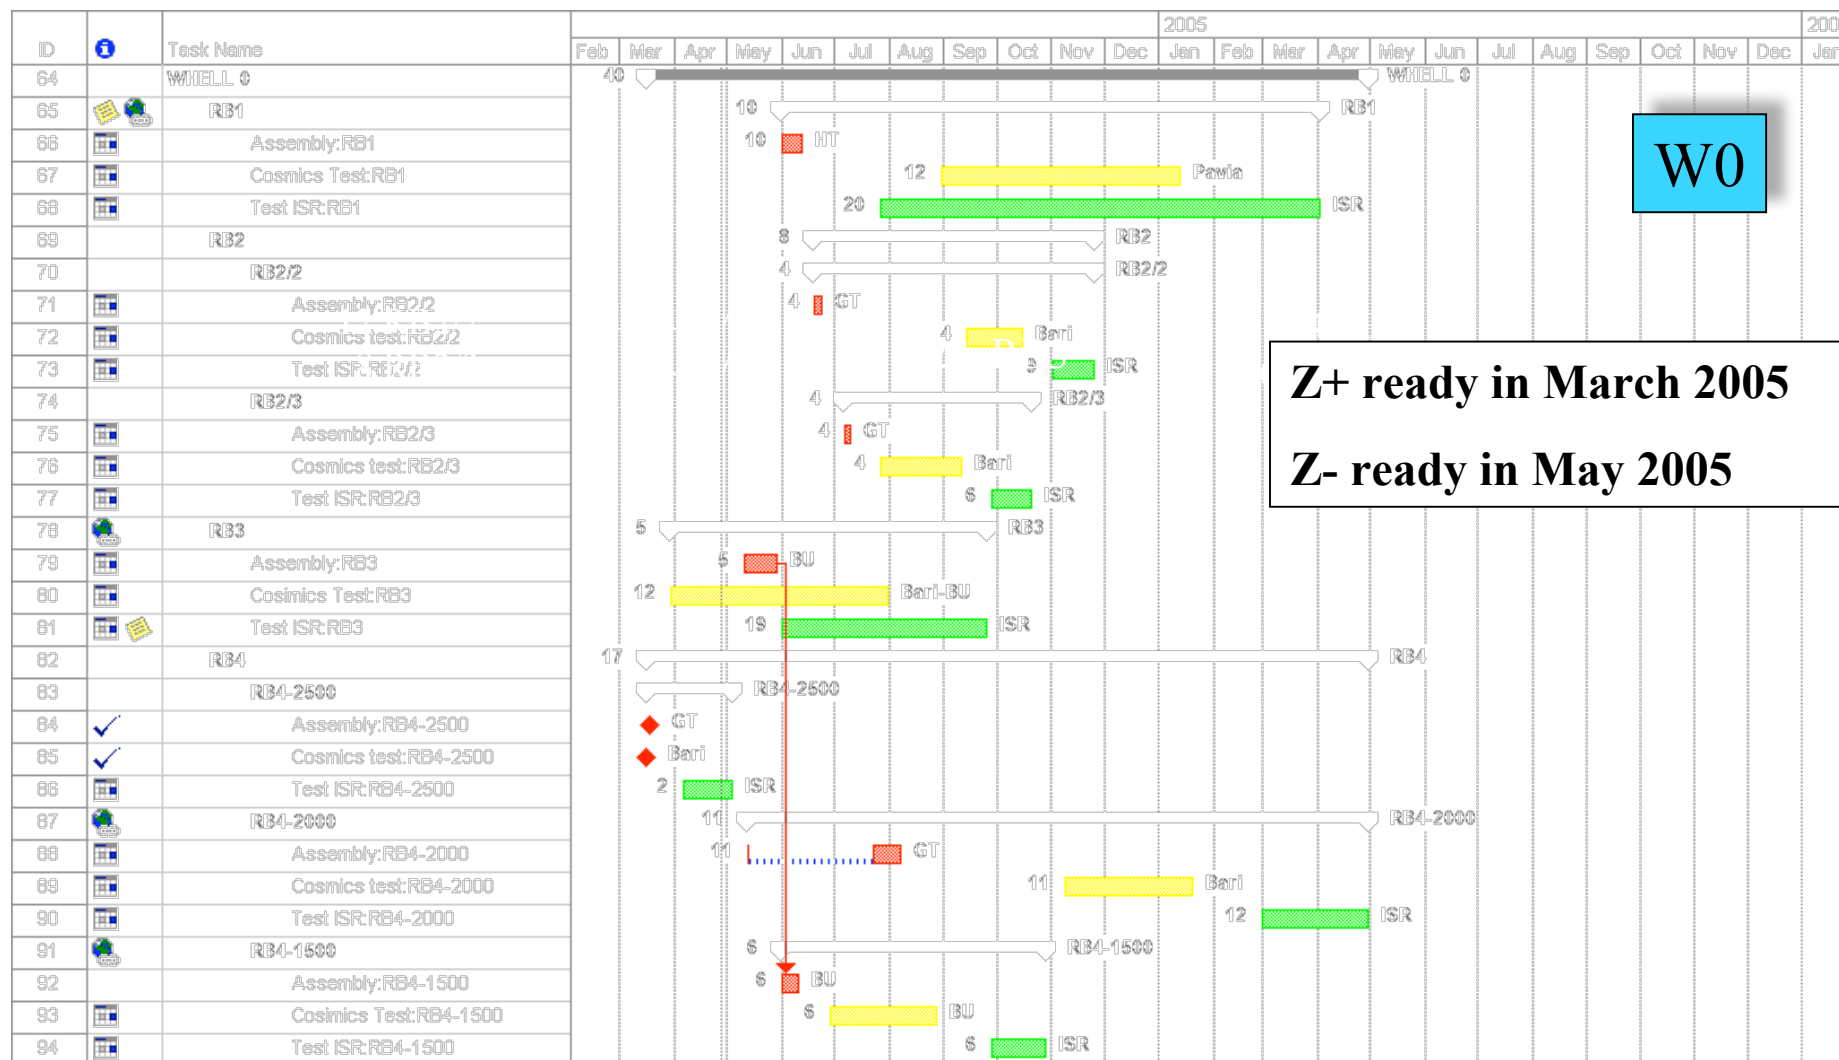 2005 200
ID Task Name Feb Mar Apr May Jun Jul Aug Sep Oct Nov Dec Jan Feb Mar Apr May Jun Jul Aug Sep Oct Nov Dec Jan
64 WHELL 0 40 WHELL 0
65 RB1 10 RB1
66 Assembly:RB1 10 HT
67 Cosmics Test:RB1 12 Pavia
68 Test ISR:RB1 20 ISR
W0
69 RB2 8 RB2
70 RB2/2 4 RB2/2
71 Assembly:RB2/2 4 GT
72 Cosmics test:RB2/2 4 Bari
73 Test ISR:RB2/2 9 ISR
Z+ ready in March 2005
74 RB2/3 4 RB2/3
75 Assembly:RB2/3 4 GT
76 Cosmics test:RB2/3 4 Bari
Z- ready in May 2005
77 Test ISR:RB2/3 6 ISR
78 RB3 5 RB3
79 Assembly:RB3 5 BU
80 Cosimics Test:RB3 12 Bari-BU
81 Test ISR:RB3 19 ISR
82 RB4 17 RB4
83 RB4-2500 RB4-2500
84 Assembly:RB4-2500 GT
85 Cosmics test:RB4-2500 Bari
86 Test ISR:RB4-2500 2 ISR
87 RB4-2000 11 RB4-2000
88 Assembly:RB4-2000 11 GT
89 Cosmics test:RB4-2000 11 Bari
90 Test ISR:RB4-2000 12 ISR
91 RB4-1500 6 RB4-1500
92 Assembly:RB4-1500 6 BU
93 Cosimics Test:RB4-1500 6 BU
94 Test ISR:RB4-1500 6 ISR